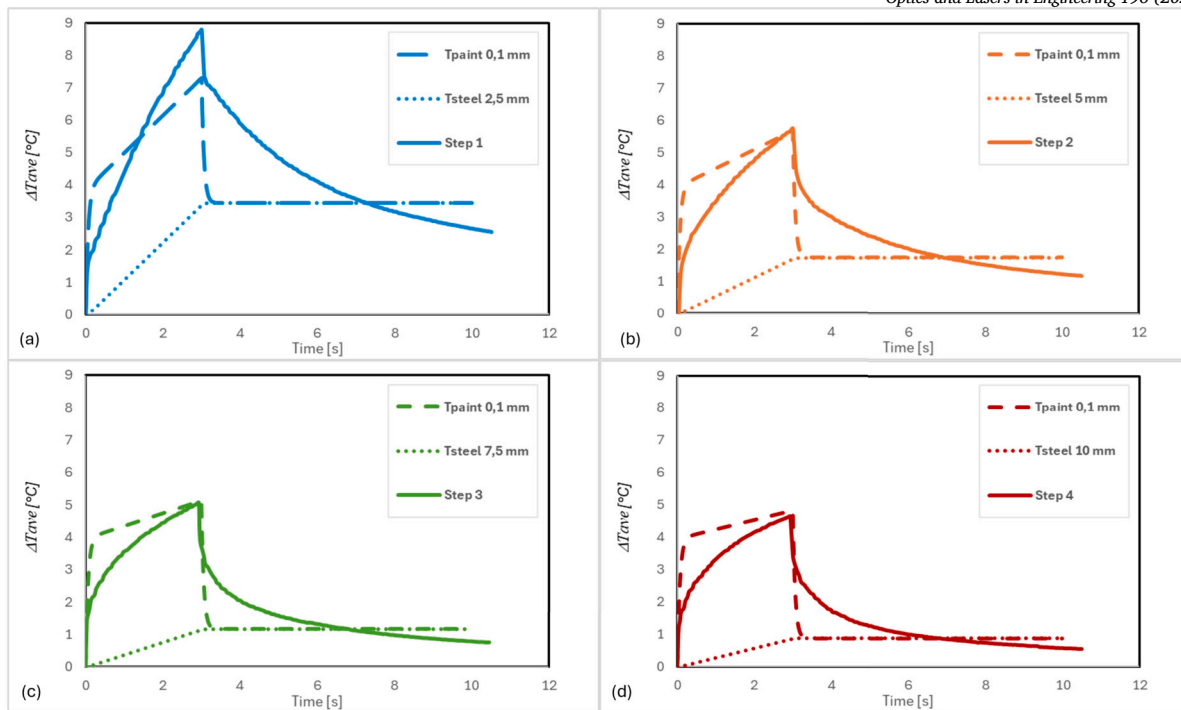 Optics and Lasers in Engineering 196 (20
9
8
7
6
5
4
3
2
1
0
ΔTave [°C]
Tpaint 0,1 mm
Tsteel 2,5 mm
Step 1
0 2 4 6 8 10 12
Time [s]
(a)
9
8
7
6
5
4
3
2
1
0
ΔTave [°C]
Tpaint 0,1 mm
Tsteel 5 mm
Step 2
0 2 4 6 8 10 12
Time [s]
(b)
9
8
7
6
5
4
3
2
1
0
ΔTave [°C]
Tpaint 0,1 mm
Tsteel 7,5 mm
Step 3
0 2 4 6 8 10 12
Time [s]
(c)
9
8
7
6
5
4
3
2
1
0
ΔTave [°C]
Tpaint 0,1 mm
Tsteel 10 mm
Step 4
0 2 4 6 8 10 12
Time [s]
(d)